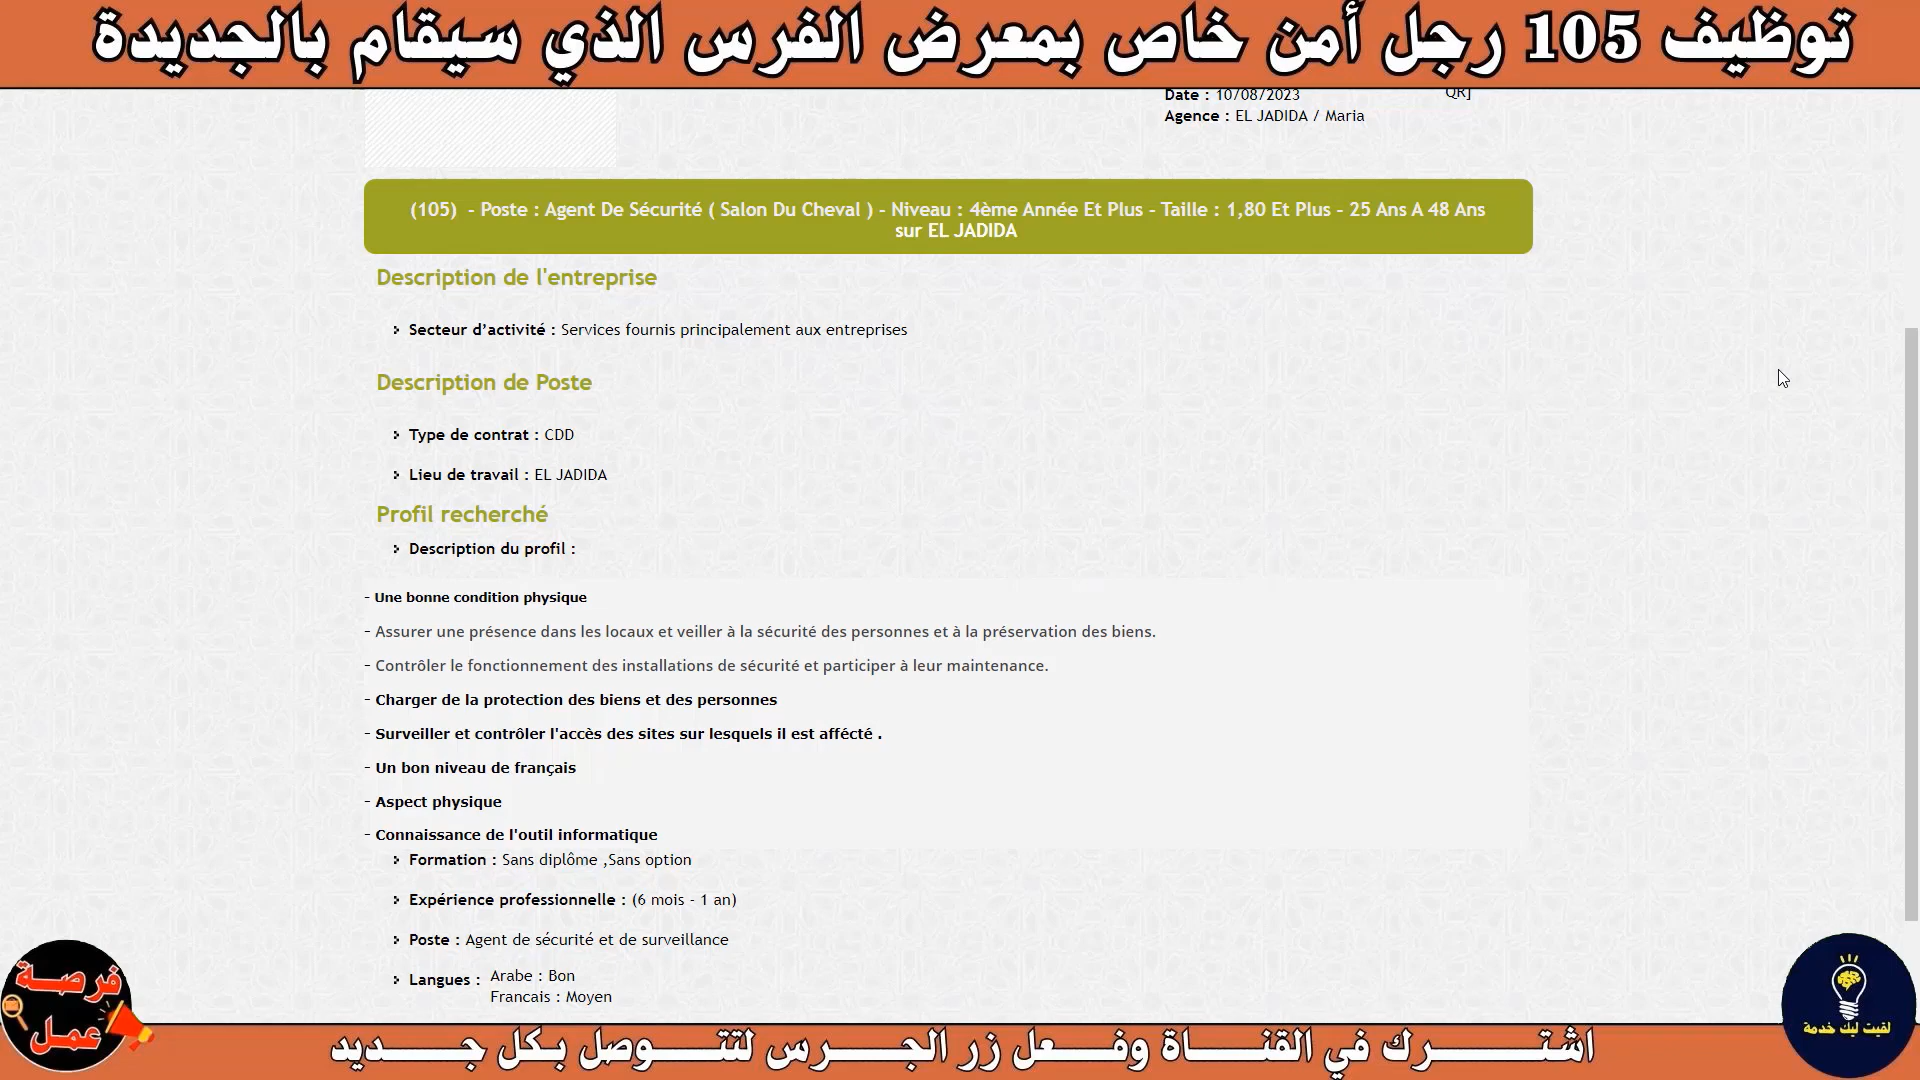 توظيف 105 رجل أمن خاص بمعرض الفرس الذي سيقام بالجديدة
Date : 10/08/2023
QR]
Agence : EL JADIDA / Maria
(105) - Poste : Agent De Sécurité ( Salon Du Cheval ) - Niveau : 4ème Année Et Plus - Taille : 1,80 Et Plus - 25 Ans A 48 Ans
sur EL JADIDA
Description de l'entreprise
Secteur d’activité : Services fournis principalement aux entreprises
Description de Poste
Type de contrat : CDD
Lieu de travail : EL JADIDA
Profil recherché
Description du profil :
- Une bonne condition physique
- Assurer une présence dans les locaux et veiller à la sécurité des personnes et à la préservation des biens.
- Contrôler le fonctionnement des installations de sécurité et participer à leur maintenance.
- Charger de la protection des biens et des personnes
- Surveiller et contrôler l'accès des sites sur lesquels il est affécté .
- Un bon niveau de français
- Aspect physique
- Connaissance de l'outil informatique
Formation : Sans diplôme ,Sans option
Expérience professionnelle : (6 mois - 1 an)
Poste : Agent de sécurité et de surveillance
Langues : Arabe : Bon
Francais : Moyen
فرصة
عمل
لقيت ليك خدمة
اشتـــرك في القنـــاة وفـــعل زر الجـــرس لتتـــوصل بـكل جـــديد